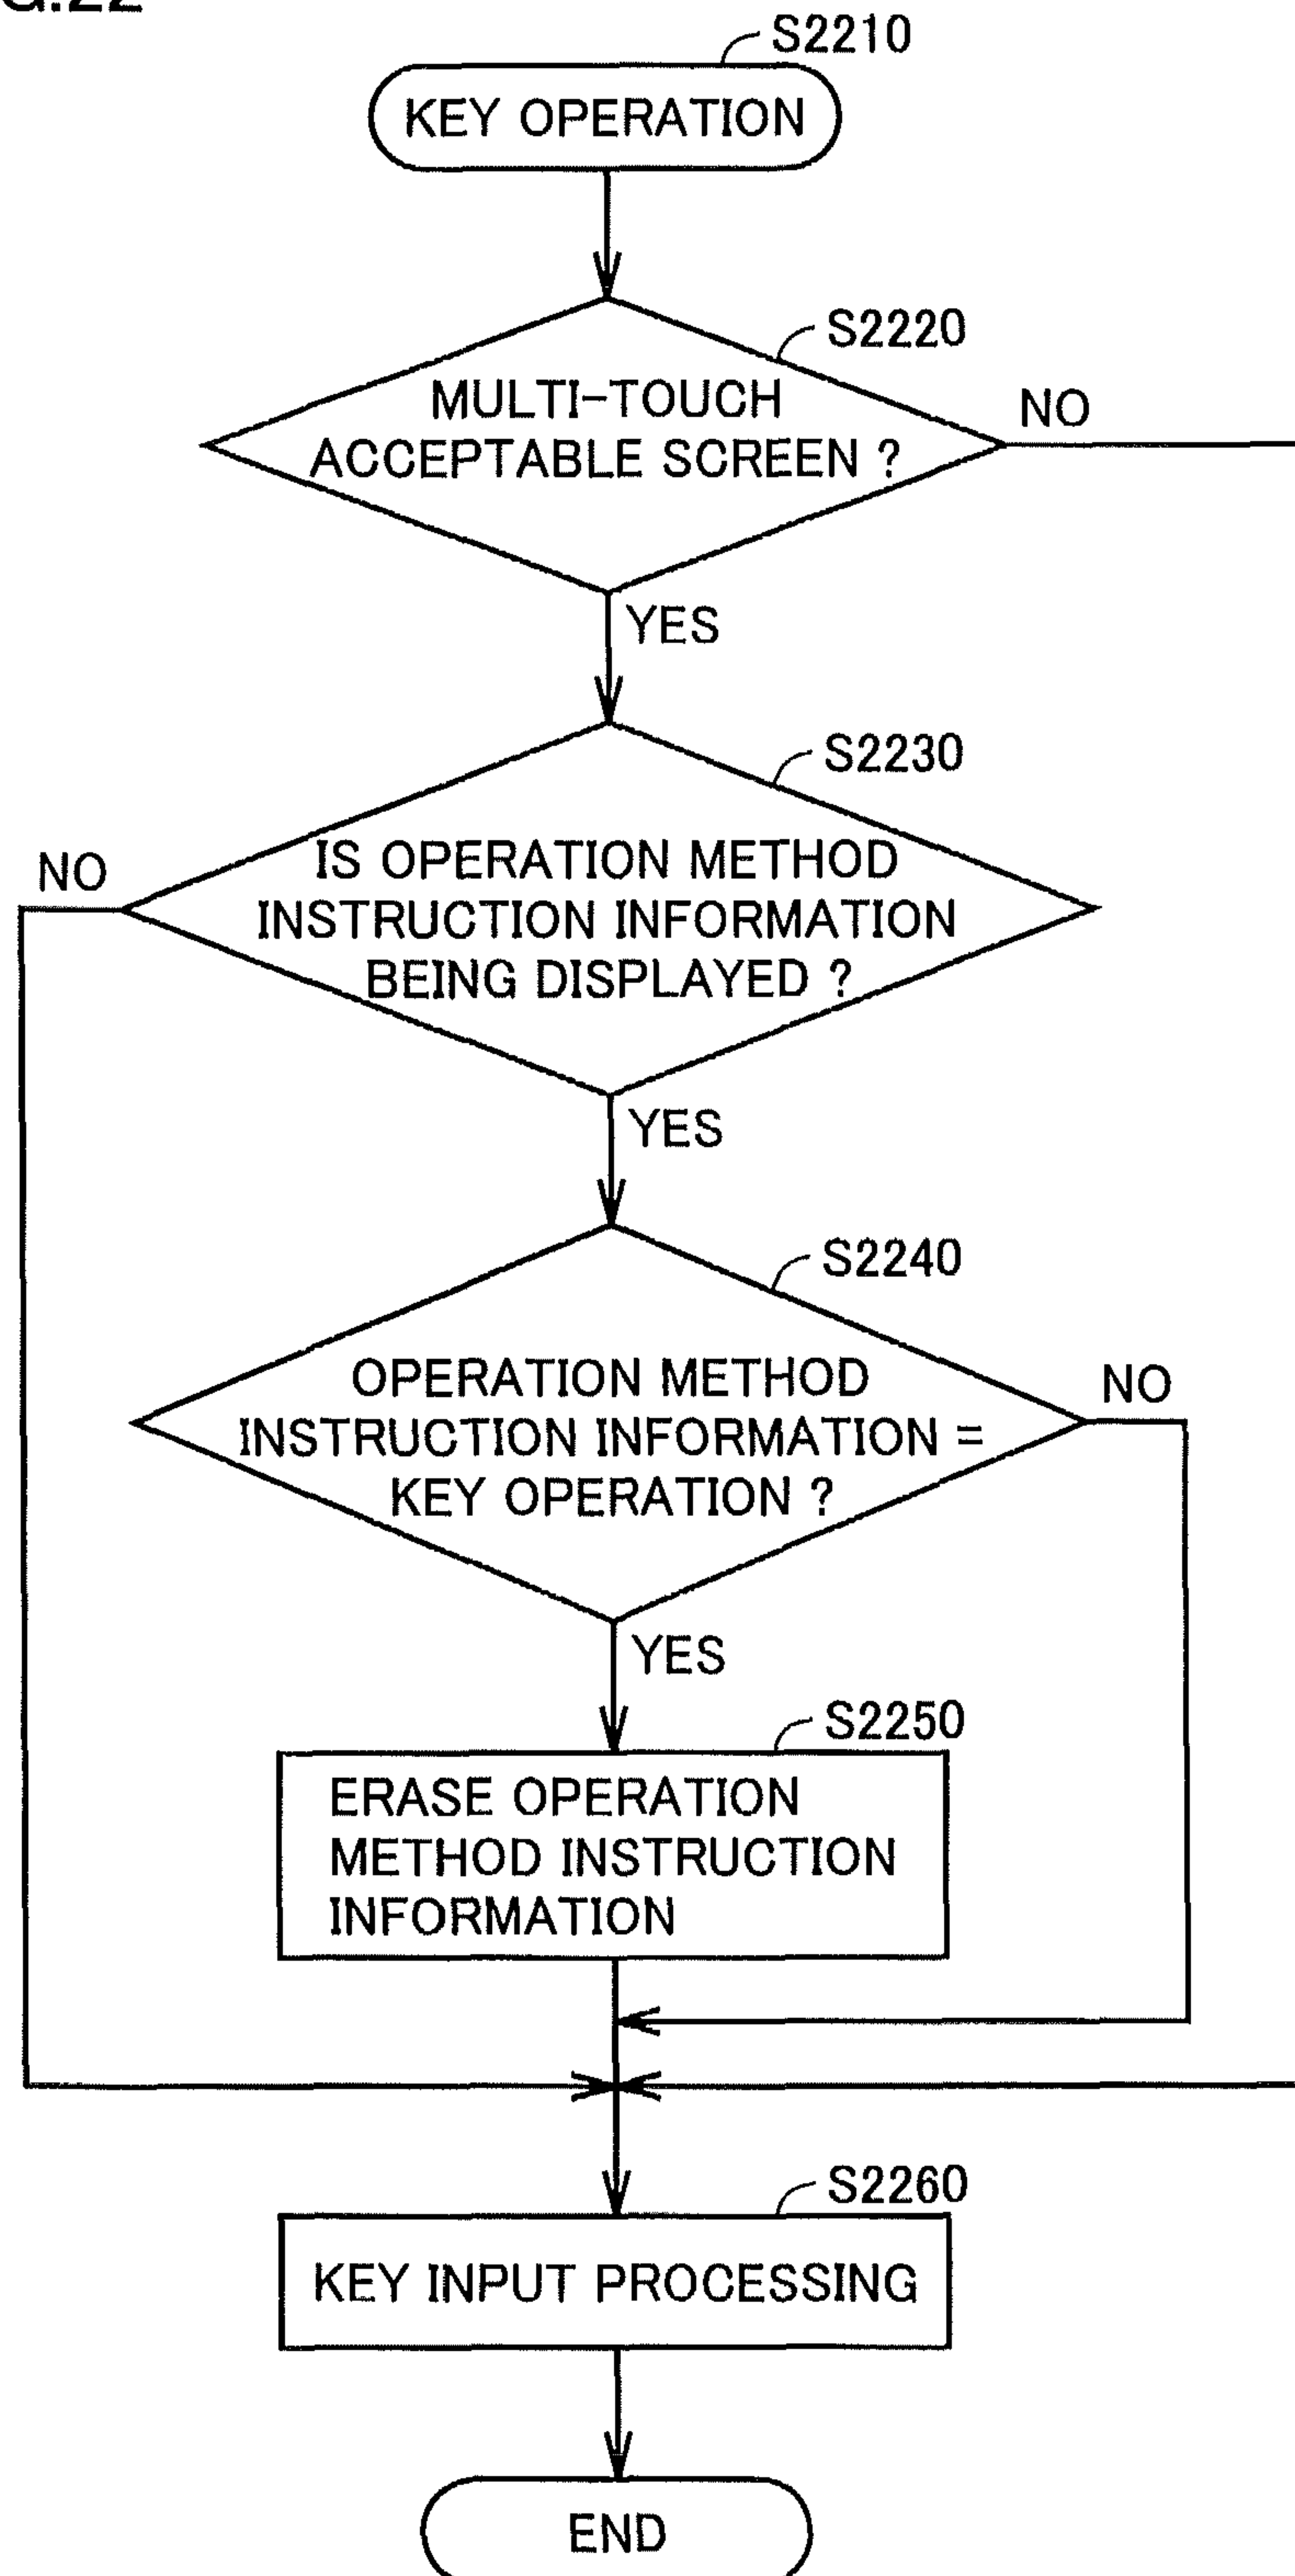 G.22
S2210
KEY OPERATION
S2220
MULTI-TOUCH
ACCEPTABLE SCREEN ?
NO
YES
S2230
NO
IS OPERATION METHOD
INSTRUCTION INFORMATION
BEING DISPLAYED ?
YES
S2240
OPERATION METHOD
INSTRUCTION INFORMATION =
KEY OPERATION ?
NO
YES
S2250
ERASE OPERATION
METHOD INSTRUCTION
INFORMATION
S2260
KEY INPUT PROCESSING
END